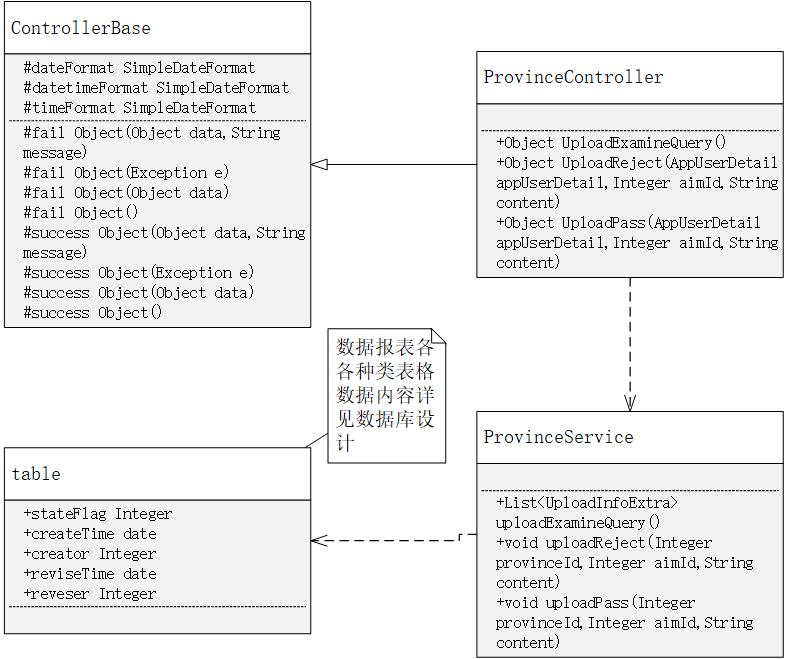 ControllerBase
#dateFormat SimpleDateFormat
#datetimeFormat SimpleDateFormat
#timeFormat SimpleDateFormat
#fail Object(Object data,String
message)
#fail Object(Exception e)
#fail Object(Object data)
#fail Object()
#success Object(Object data,String
message)
#success Object(Exception e)
#success Object(Object data)
#success Object()
ProvinceController
+Object UploadExamineQuery()
+Object UploadReject(AppUserDetail
appUserDetail,Integer aimId,String
content)
+Object UploadPass(AppUserDetail
appUserDetail,Integer aimId,String
content)
数据报表各
各种类表格
数据内容详
见数据库设
计
table
+stateFlag Integer
+createTime date
+creator Integer
+reviseTime date
+reveser Integer
ProvinceService
+List<UploadInfoExtra>
uploadExamineQuery()
+void uploadReject(Integer
provinceId,Integer aimId,String
content)
+void uploadPass(Integer
provinceId,Integer aimId,String
content)